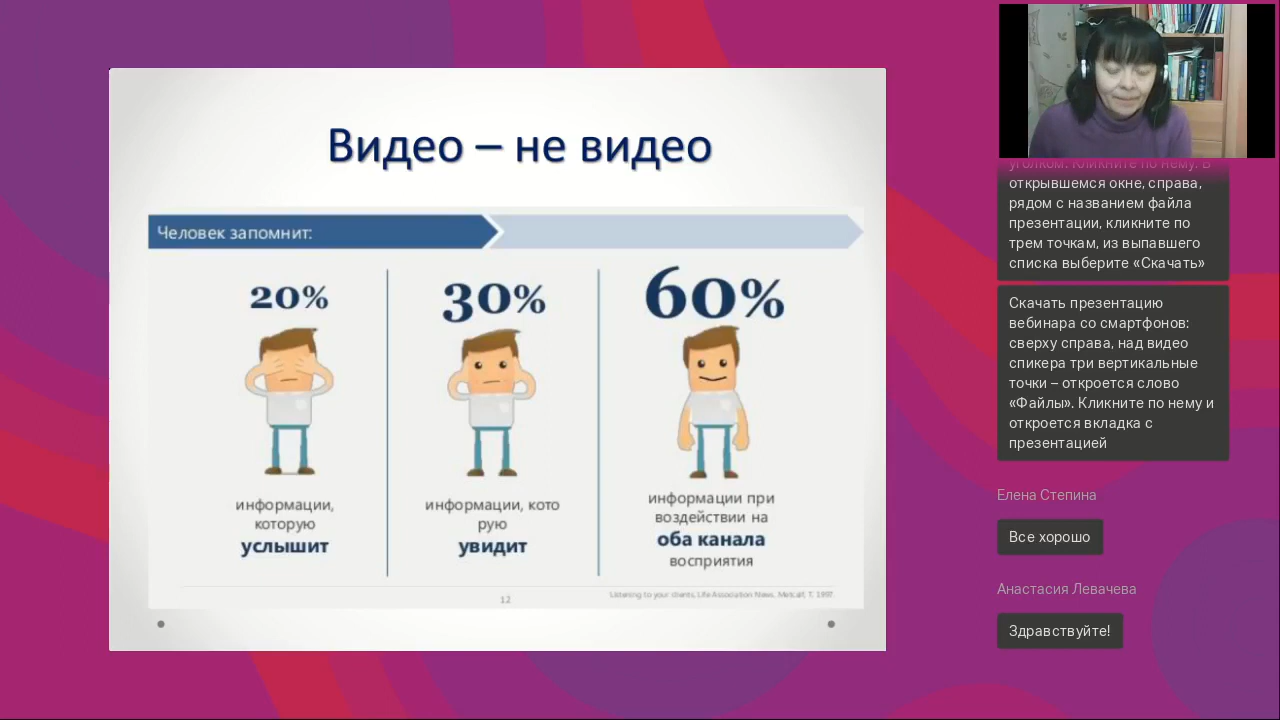 Видео – не видео
Человек запомнит:
20%
30%
60%
информации,
которую
услышит
информации, кото
рую
увидит
информации при
воздействии на
оба канала
восприятия
12
Listening to your clients, Life Association News, Metcalf, T. 1997.
уголком. Кликните по нему. В
открывшемся окне, справа,
рядом с названием файла
презентации, кликните по
трем точкам, из выпавшего
списка выберите «Скачать»
Скачать презентацию
вебинара со смартфонов:
сверху справа, над видео
спикера три вертикальные
точки – откроется слово
«Файлы». Кликните по нему и
откроется вкладка с
презентацией
Елена Степина
Все хорошо
Анастасия Левачева
Здравствуйте!